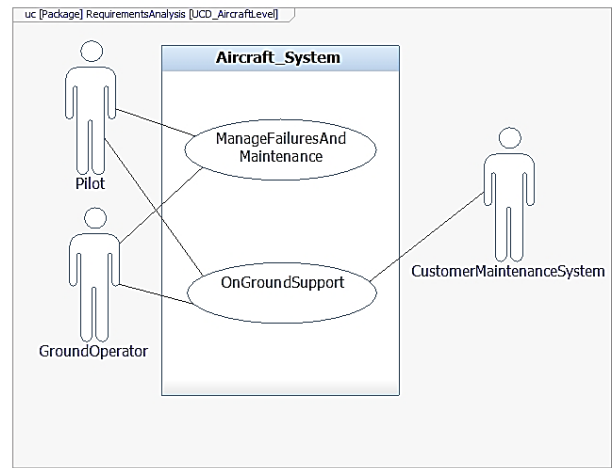 uc [Package] RequirementsAnalysis [UCD_AircraftLevel]
Aircraft_System
ManageFailuresAnd
Maintenance
Pilot
CustomerMaintenanceSystem
OnGroundSupport
GroundOperator